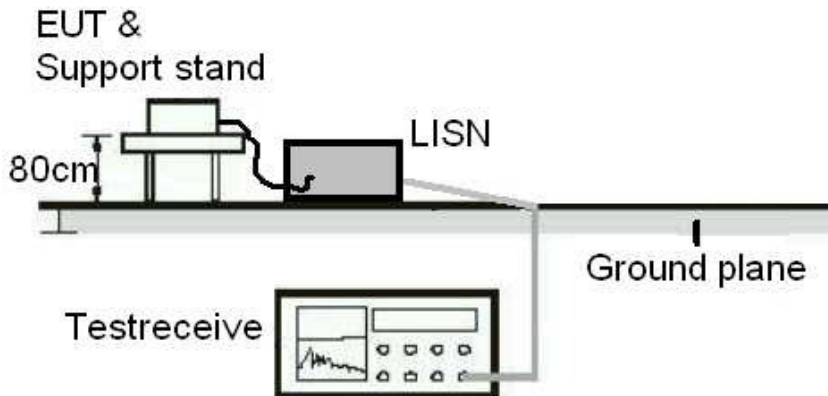 EUT &
Support stand
LISN
80cm
Ground plane
Testreceive